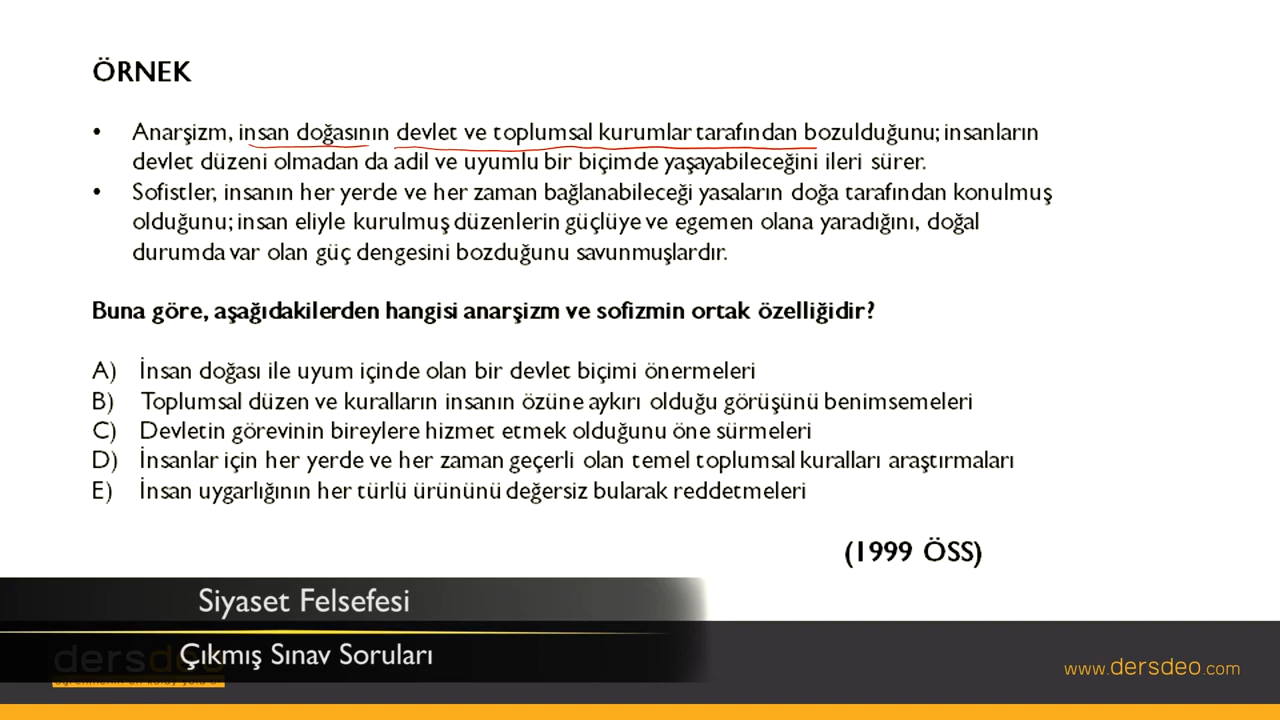 ÖRNEK
• Anarşizm, insan doğasının devlet ve toplumsal kurumlar tarafından bozulduğunu; insanların
devlet düzeni olmadan da adil ve uyumlu bir biçimde yaşayabileceğini ileri sürer.
• Sofistler, insanın her yerde ve her zaman bağlanabileceği yasaların doğa tarafından konulmuş
olduğunu; insan eliyle kurulmuş düzenlerin güçlüye ve egemen olana yaradığını, doğal
durumda var olan güç dengesini bozduğunu savunmuşlardır.
Buna göre, aşağıdakilerden hangisi anarşizm ve sofizmin ortak özelliğidir?
A) İnsan doğası ile uyum içinde olan bir devlet biçimi önermeleri
B) Toplumsal düzen ve kuralların insanın özüne aykırı olduğu görüşünü benimsemeleri
C) Devletin görevinin bireylere hizmet etmek olduğunu öne sürmeleri
D) İnsanlar için her yerde ve her zaman geçerli olan temel toplumsal kuralları araştırmaları
E) İnsan uygarlığının her türlü ürününü değersiz bularak reddetmeleri
(1999 ÖSS)
Siyaset Felsefesi
Çıkmış Sınav Soruları
www.dersdeo.com